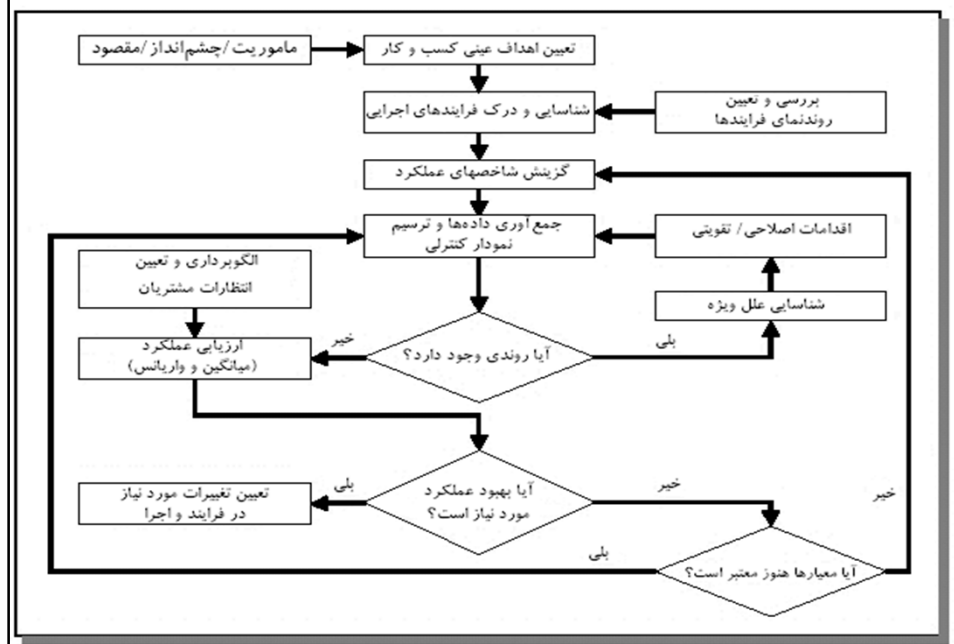 ماموریت/چشم‌انداز/مقصود
تعیین اهداف عینی کسب و کار
شناسایی و درک فرایندهای اجرایی
بررسی و تعیین
روندنمای فرایندها
گزینش شاخصهای عملکرد
جمع آوری داده‌ها و ترسیم
نمودار کنترلی
اقدامات اصلاحی/ تقویتی
الگوبرداری و تعیین
انتظارات مشتریان
شناسایی علل ویژه
آیا روندی وجود دارد؟
خیر
بلی
ارزیابی عملکرد
(میانگین و واریانس)
آیا بهبود عملکرد
مورد نیاز است؟
بلی
خیر
خیر
تعیین تغییرات مورد نیاز
در فرایند و اجرا
بلی
آیا معیارها هنوز معتبر است؟